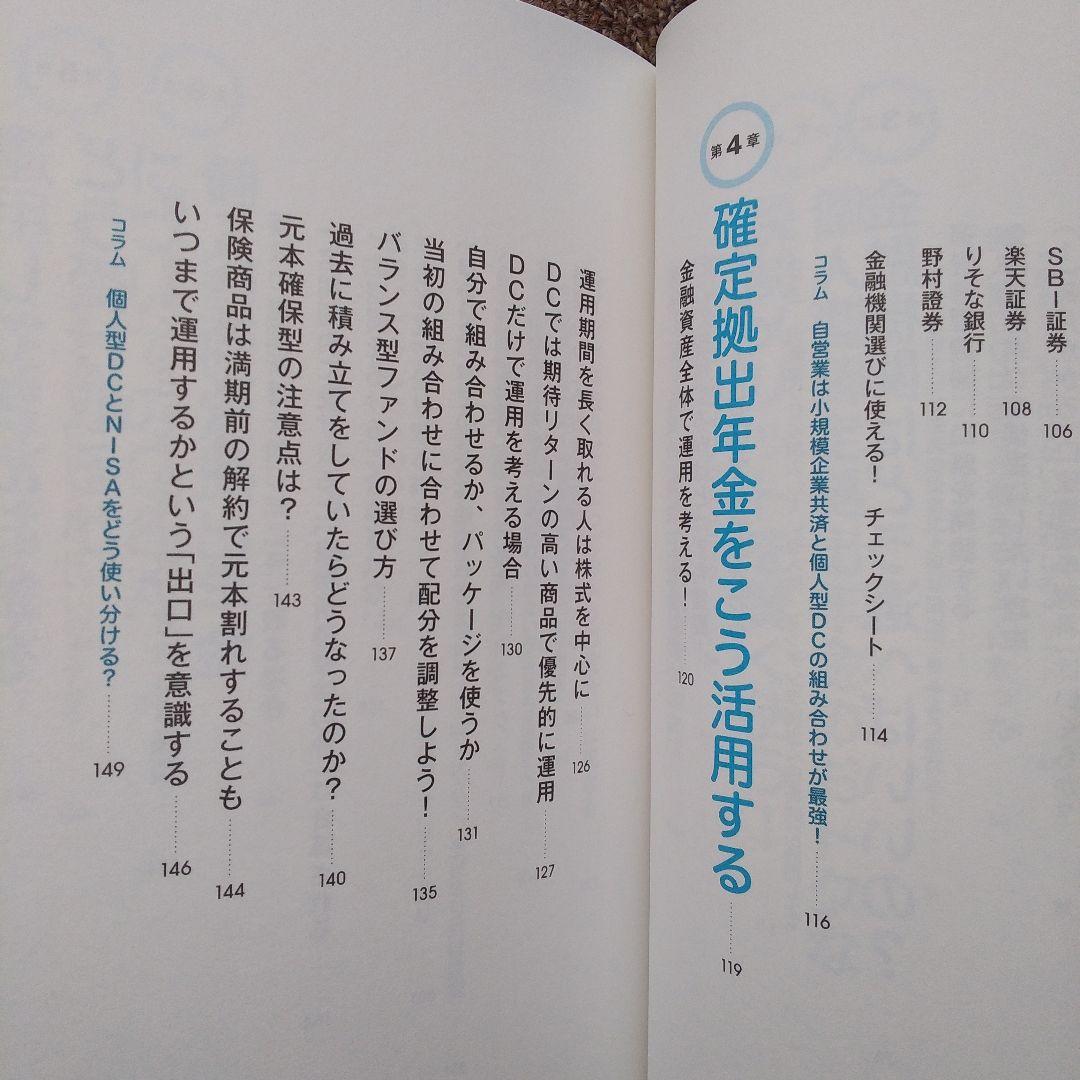 SBI証券 106
楽天証券 108
りそな銀行 110
野村證券 112
金融機関選びに使える！ チェックシート 114
コラム 自営業は小規模企業共済と個人型DCの組み合わせが最強！ 116
第4章
確定拠出年金をこう活用する 119
金融資産全体で運用を考える！ 120
運用期間を長く取れる人は株式を中心に 126
DCでは期待リターンの高い商品で優先的に運用 127
DCだけで運用を考える場合 130
自分で組み合わせるか、パッケージを使うか 131
当初の組み合わせに合わせて配分を調整しよう！ 135
バランス型ファンドの選び方 137
過去に積み立てをしていたらどうなったのか？ 140
元本確保型の注意点は？ 143
保険商品は満期前の解約で元本割れすることも 144
いつまで運用するかという「出口」を意識する 146
コラム 個人型DCとNISAをどう使い分ける？ 149